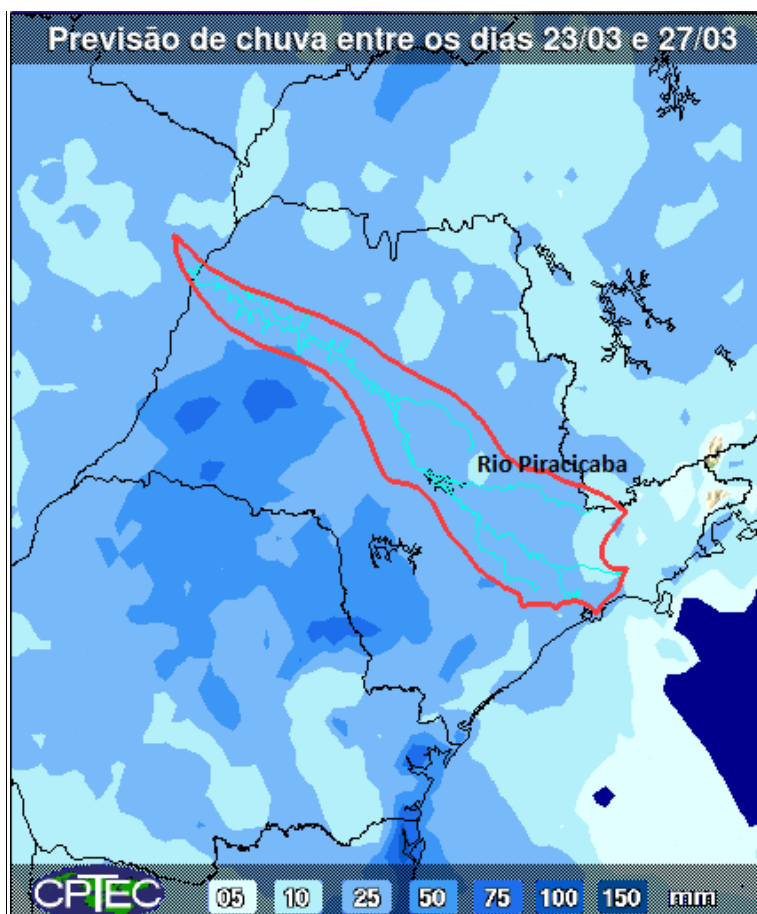 Previsão de chuva entre os dias 23/03 e 27/03
Rio Piracicaba
CPTEC 05 10 25 50 75 100 150 mm